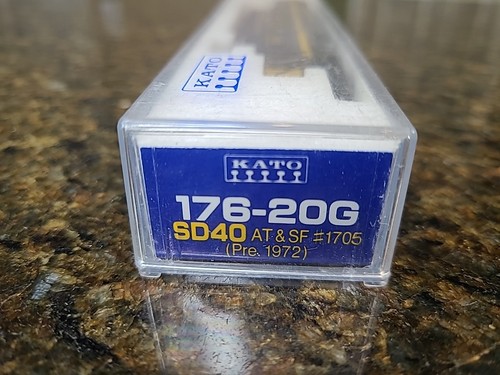 KATO
KATO
176-20G
SD40 AT & SF #1705
(Pre. 1972)